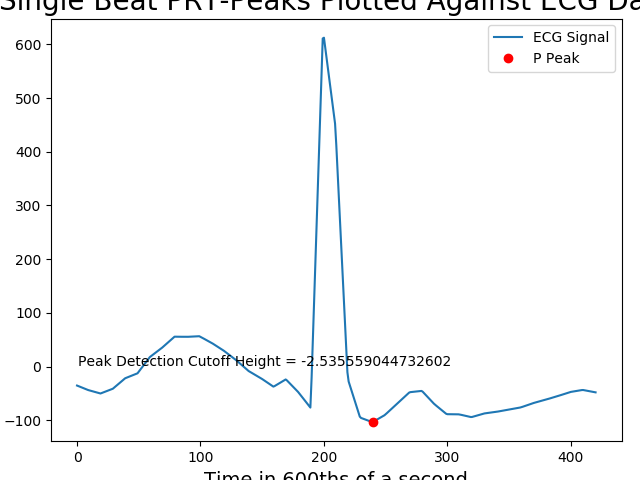 Single Beat PRT-Peaks Plotted Against ECG Da
ECG Signal
P Peak
600
500
400
300
200
100
0
−100
Peak Detection Cutoff Height = -2.535559044732602
0 100 200 300 400
Time in 600ths of a second